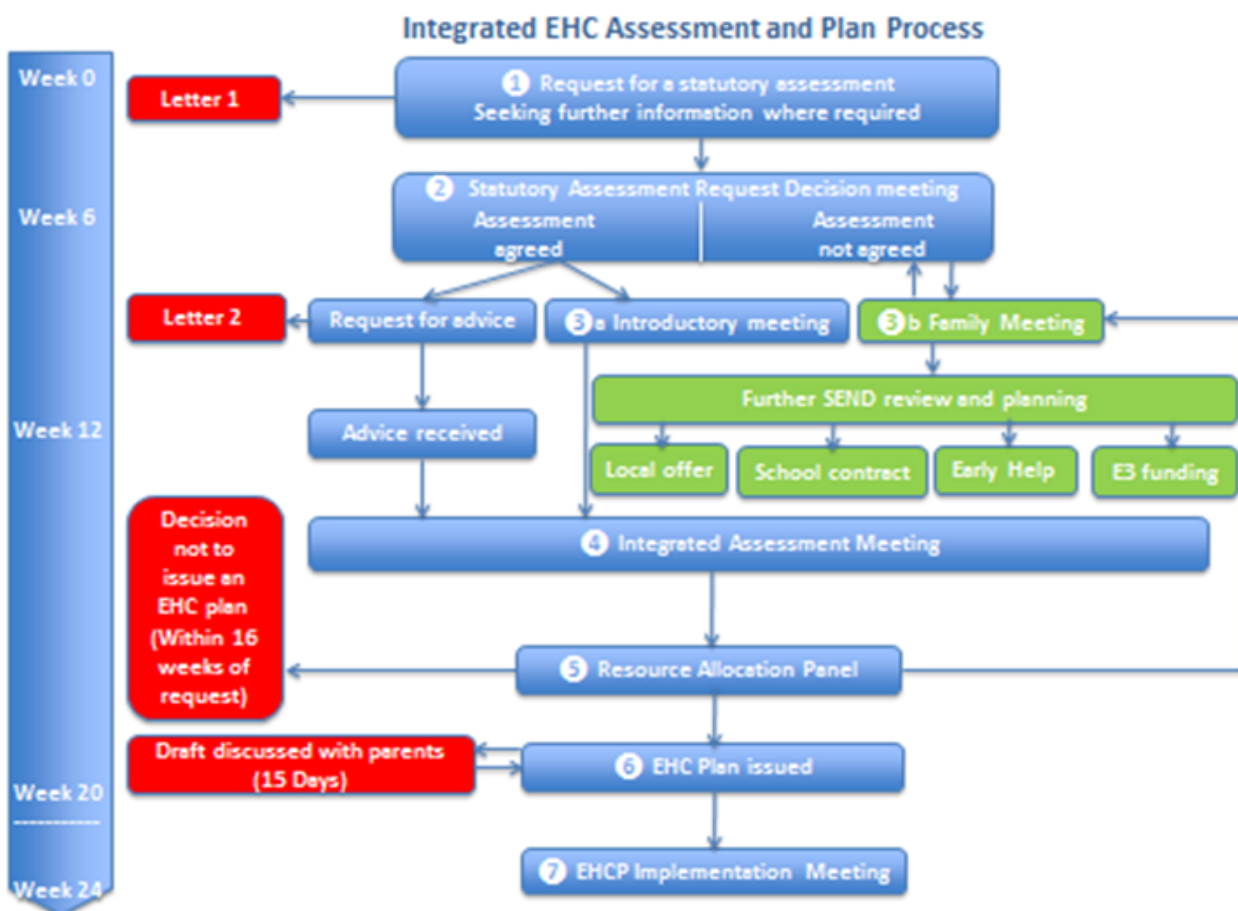 Integrated EHC Assessment and Plan Process
Week 0
Letter 1
1 Request for a statutory assessment
Seeking further information where required
Week 6
2 Statutory Assessment Request Decision meeting
Assessment
agreed
Assessment
not agreed
Letter 2
Request for advice
3 a Introductory meeting
3 b Family Meeting
Further SEND review and planning
Week 12
Advice received
Local offer
School contract
Early Help
E3 funding
Decision
not to
issue an
EHC plan
(Within 16
weeks of
request)
4 Integrated Assessment Meeting
5 Resource Allocation Panel
Draft discussed with parents
(15 Days)
6 EHC Plan issued
Week 20
----------
7 EHCP Implementation Meeting
Week 24